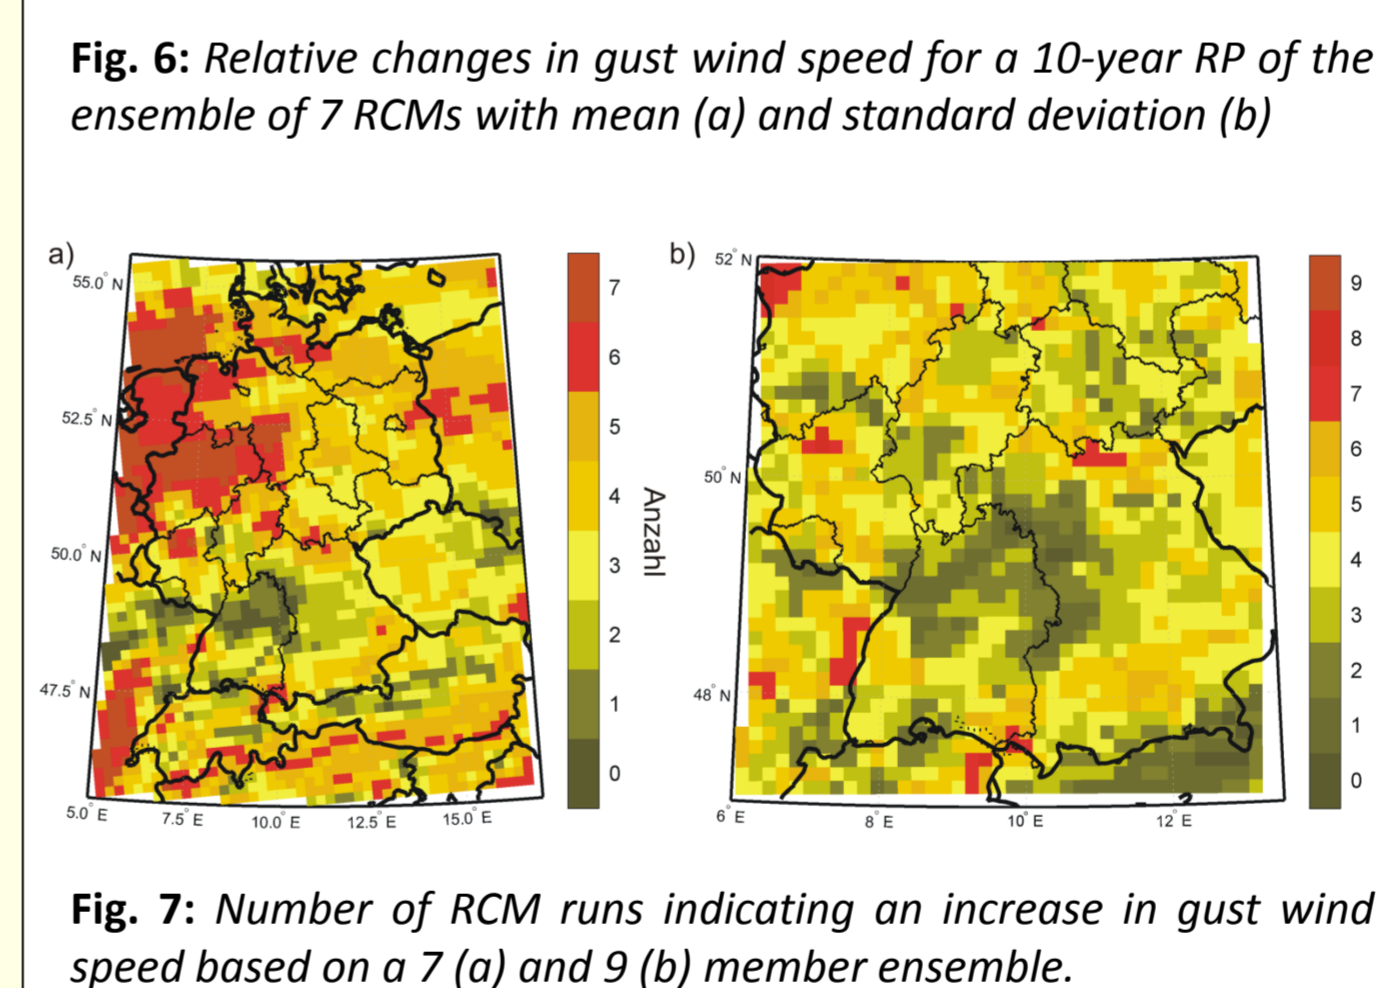 Fig. 6: Relative changes in gust wind speed for a 10-year RP of the
ensemble of 7 RCMs with mean (a) and standard deviation (b)
a)
55.0° N
52.5° N
50.0° N
47.5° N
5.0° E
7.5° E
10.0° E
12.5° E
15.0° E
7
6
5
4
3
2
1
0
Anzahl
b)
52° N
50° N
48° N
6° E
8° E
10° E
12° E
9
8
7
6
5
4
3
2
1
0
Fig. 7: Number of RCM runs indicating an increase in gust wind
speed based on a 7 (a) and 9 (b) member ensemble.